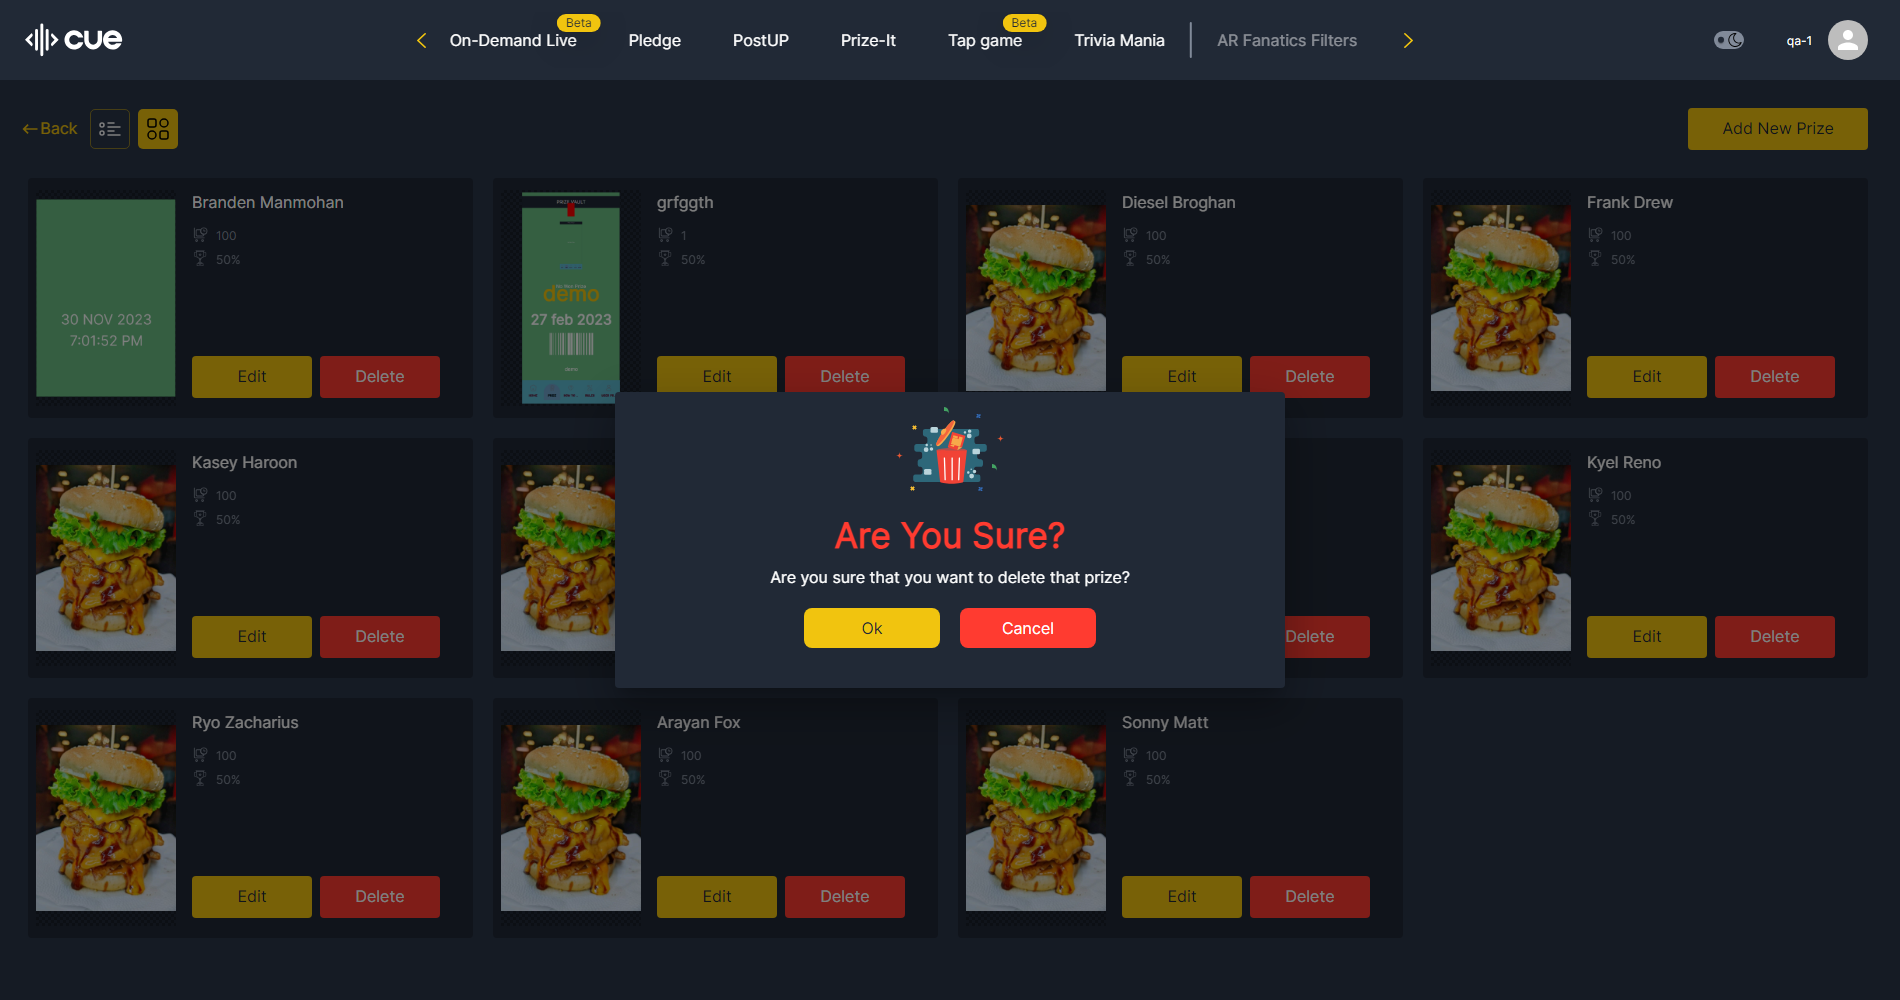 cue
On-Demand Live
Beta
Pledge
PostUP
Prize-It
Tap game
Beta
Trivia Mania
AR Fanatics Filters
qa-1
Back
Add New Prize
30 NOV 2023
7:01:52 PM
Branden Manmohan
100
50%
Edit
Delete
PRIZE VAULT
demo
27 feb 2023
demo
grfggth
1
50%
Edit
Delete
Diesel Broghan
100
50%
Edit
Delete
Frank Drew
100
50%
Edit
Delete
Kasey Haroon
100
50%
Edit
Delete
Are You Sure?
Are you sure that you want to delete that prize?
Ok
Cancel
Delete
Kyel Reno
100
50%
Edit
Delete
Ryo Zacharius
100
50%
Edit
Delete
Arayan Fox
100
50%
Edit
Delete
Sonny Matt
100
50%
Edit
Delete